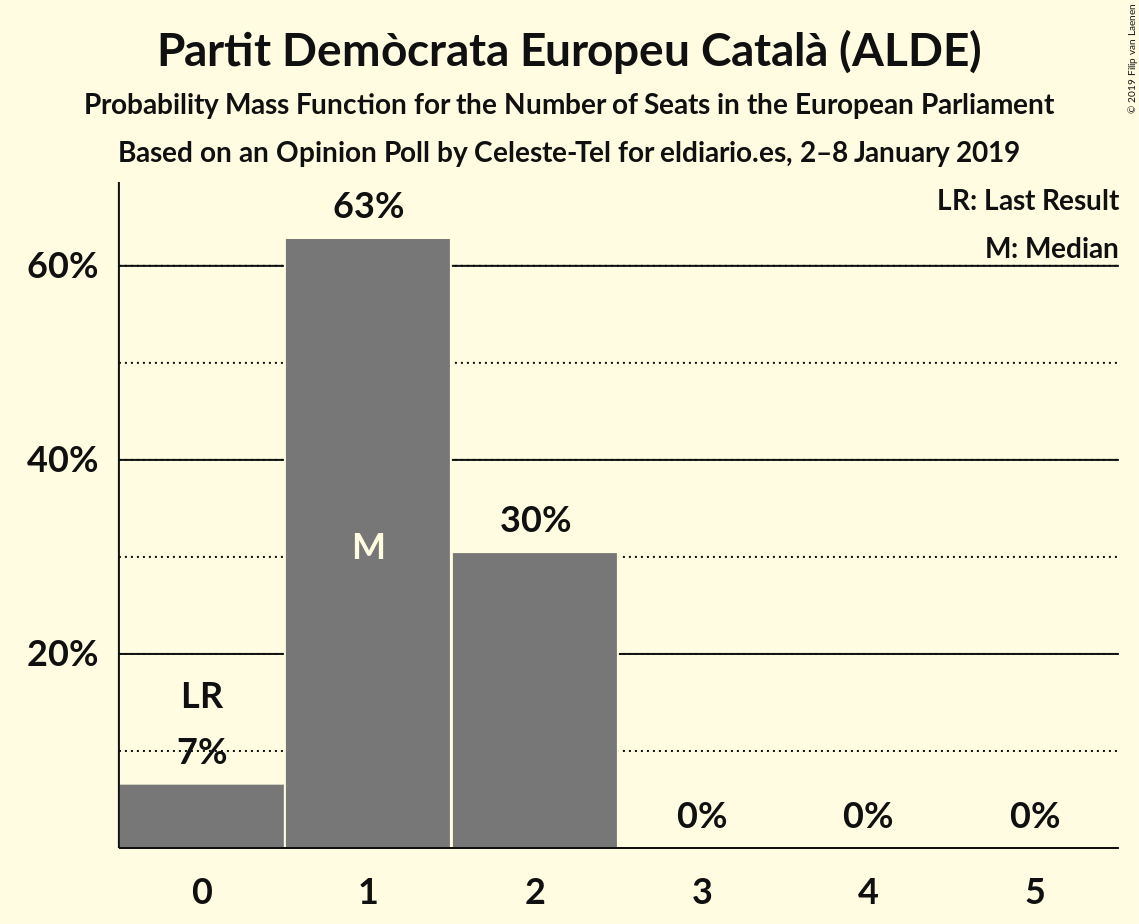 Partit Demòcrata Europeu Català (ALDE)
Probability Mass Function for the Number of Seats in the European Parliament
Based on an Opinion Poll by Celeste-Tel for eldiario.es, 2–8 January 2019
© 2019 Filip van Laenen
LR: Last Result
M: Median
63%
60%
40%
30%
M
20%
LR
7%
0% 0% 0%
0 1 2 3 4 5